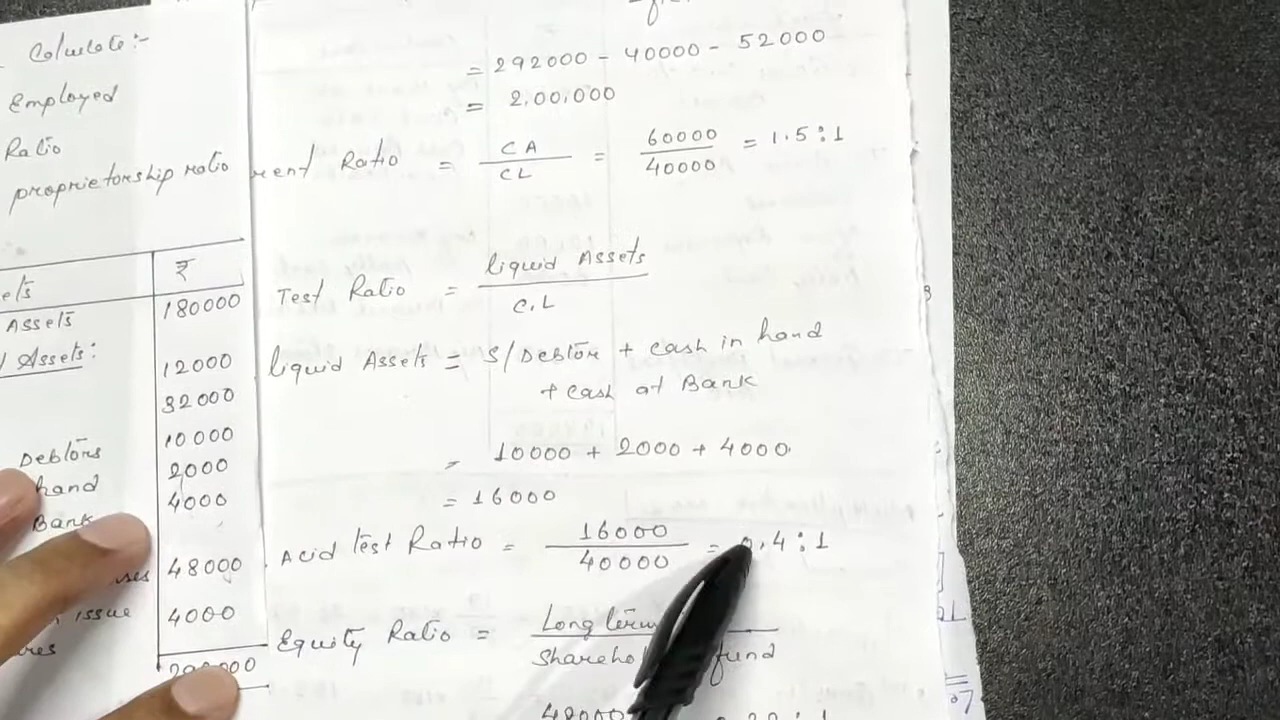 Calculate:-
Employed
Ratio
proprietorship ratio
₹
Assets 180000
Assets:
12000
32000
Debtors 10000
hand 2000
Bank 4000
48000
issue 4000
= 292000 - 40000 - 52000
= 2,00,000
rent Ratio = CA / CL = 60000 / 40000 = 1.5:1
Test Ratio = liquid Assets / C.L
liquid Assets = S/Debtor + cash in hand
+ cash at Bank
= 10000 + 2000 + 4000
= 16000
Acid Test Ratio = 16000 / 40000 = 0.4:1
Equity Ratio = Long term
fund